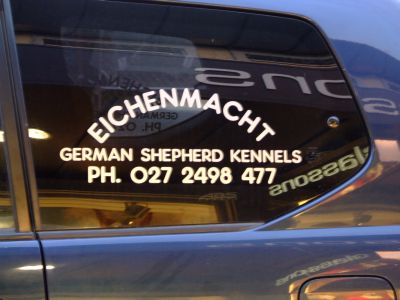 EICHENMACHT
GERMAN SHEPHERD KENNELS
PH. 027 2498 477